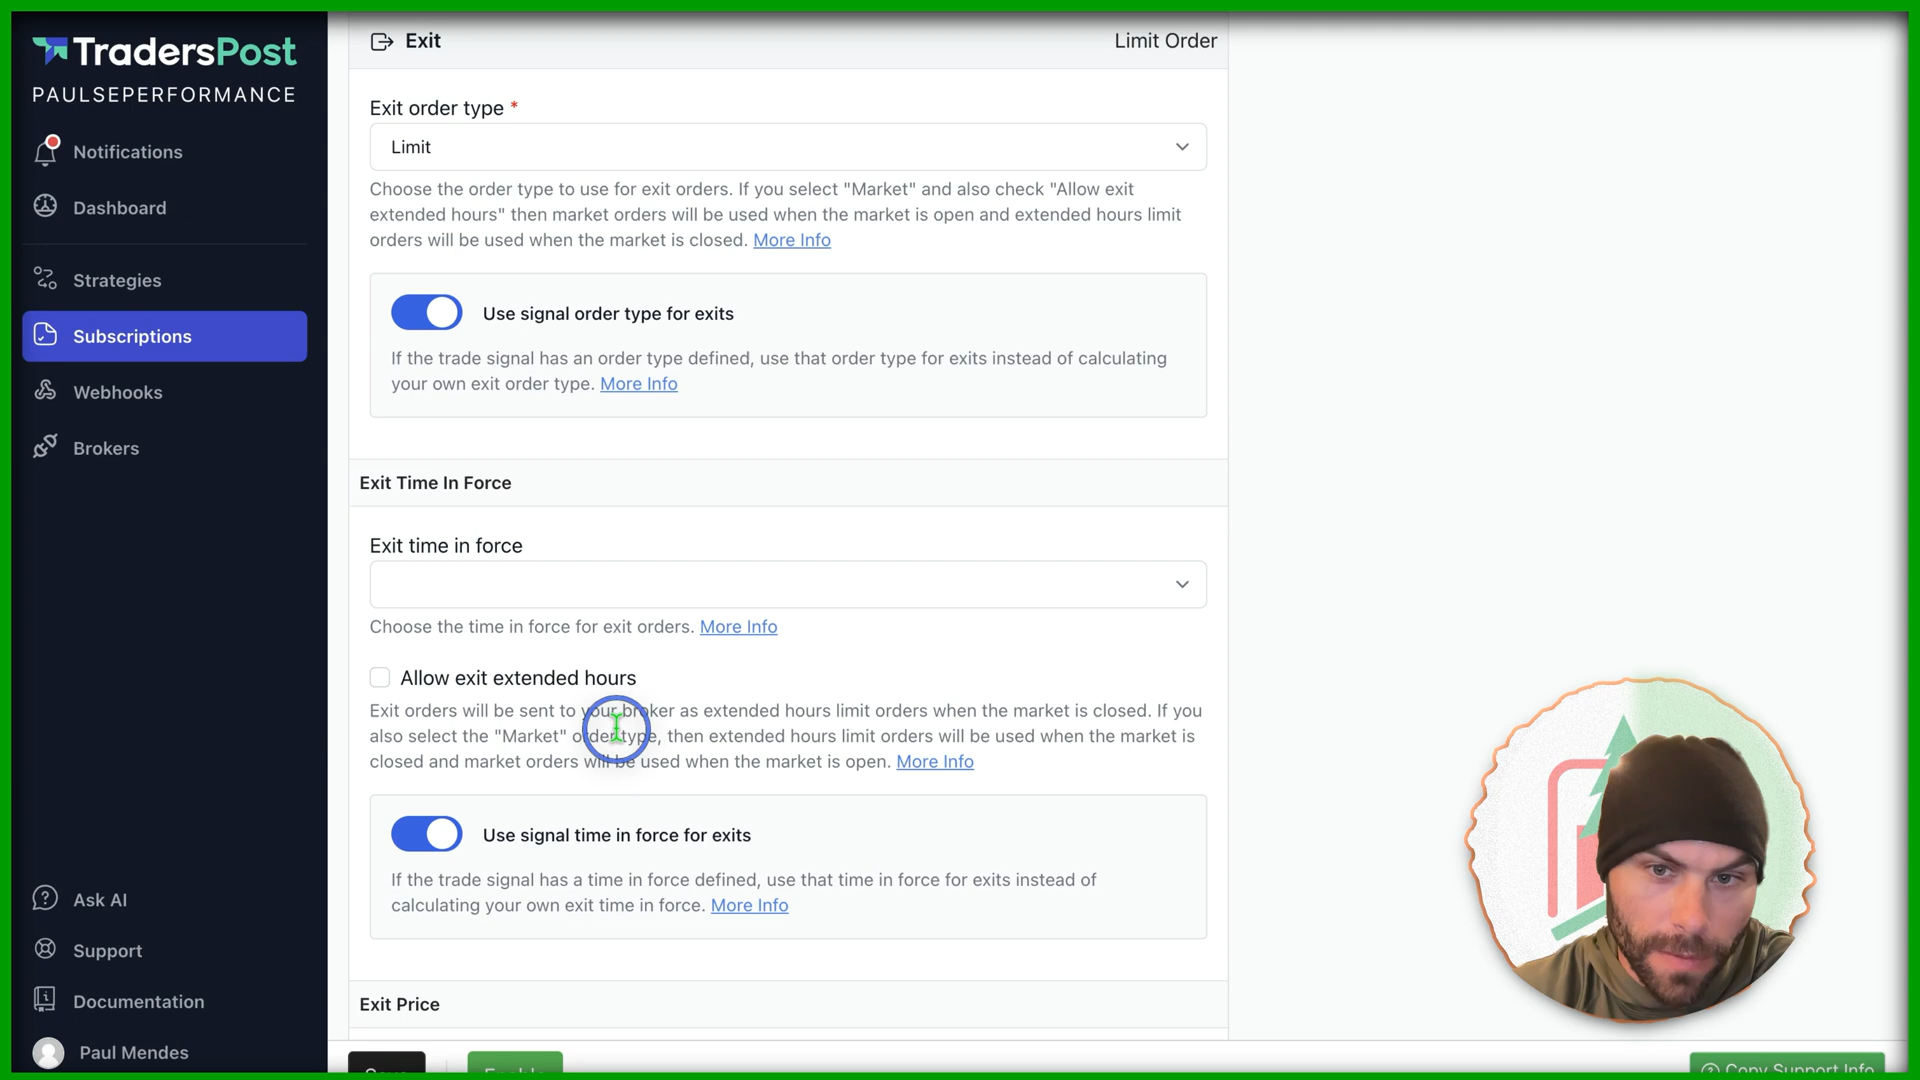 TradersPost
PAULSEPERFORMANCE
Notifications
Dashboard
Strategies
Subscriptions
Webhooks
Brokers
Ask AI
Support
Documentation
Paul Mendes
Exit
Limit Order
Exit order type *
Limit
Choose the order type to use for exit orders. If you select "Market" and also check "Allow exit
extended hours" then market orders will be used when the market is open and extended hours limit
orders will be used when the market is closed. More Info
Use signal order type for exits
If the trade signal has an order type defined, use that order type for exits instead of calculating
your own exit order type. More Info
Exit Time In Force
Exit time in force
Choose the time in force for exit orders. More Info
Allow exit extended hours
Exit orders will be sent to your broker as extended hours limit orders when the market is closed. If you
also select the "Market" order type, then extended hours limit orders will be used when the market is
closed and market orders will be used when the market is open. More Info
Use signal time in force for exits
If the trade signal has a time in force defined, use that time in force for exits instead of
calculating your own exit time in force. More Info
Exit Price
Save
Enable
Copy Support Info